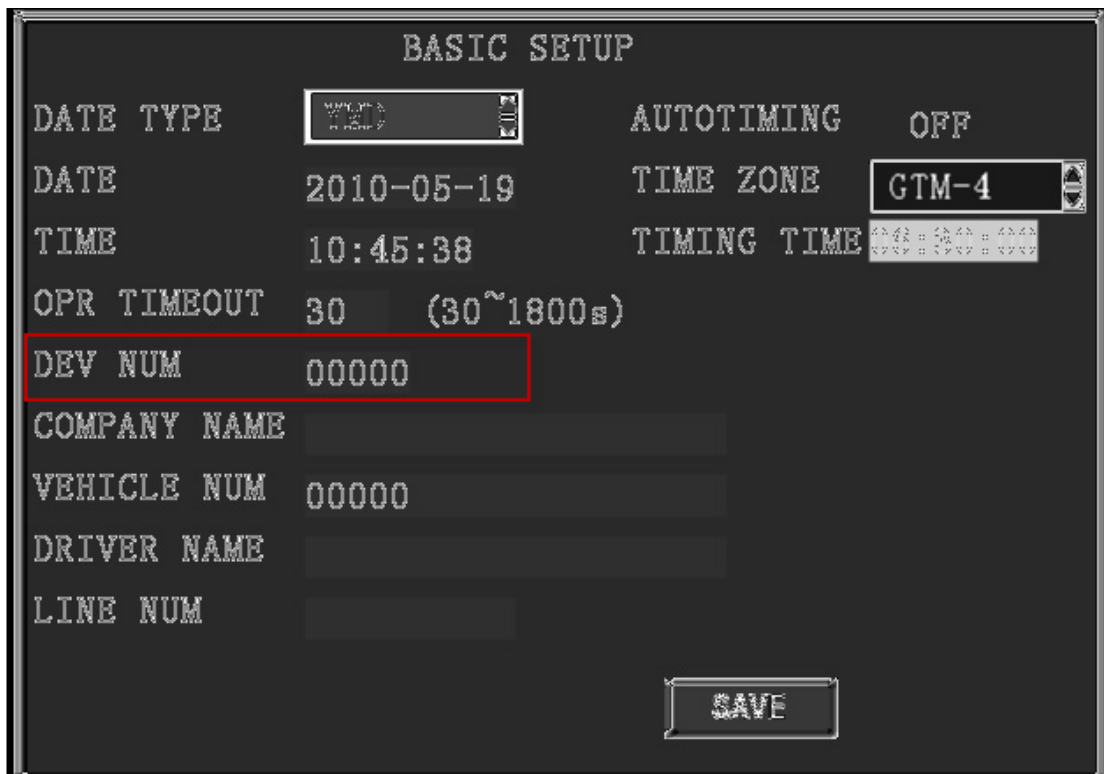 BASIC SETUP
DATE TYPE YMD AUTOTIMING OFF
DATE 2010-05-19 TIME ZONE GTM-4
TIME 10:45:38 TIMING TIME
OPR TIMEOUT 30 (30~1800s)
DEV NUM 00000
COMPANY NAME
VEHICLE NUM 00000
DRIVER NAME
LINE NUM
SAVE